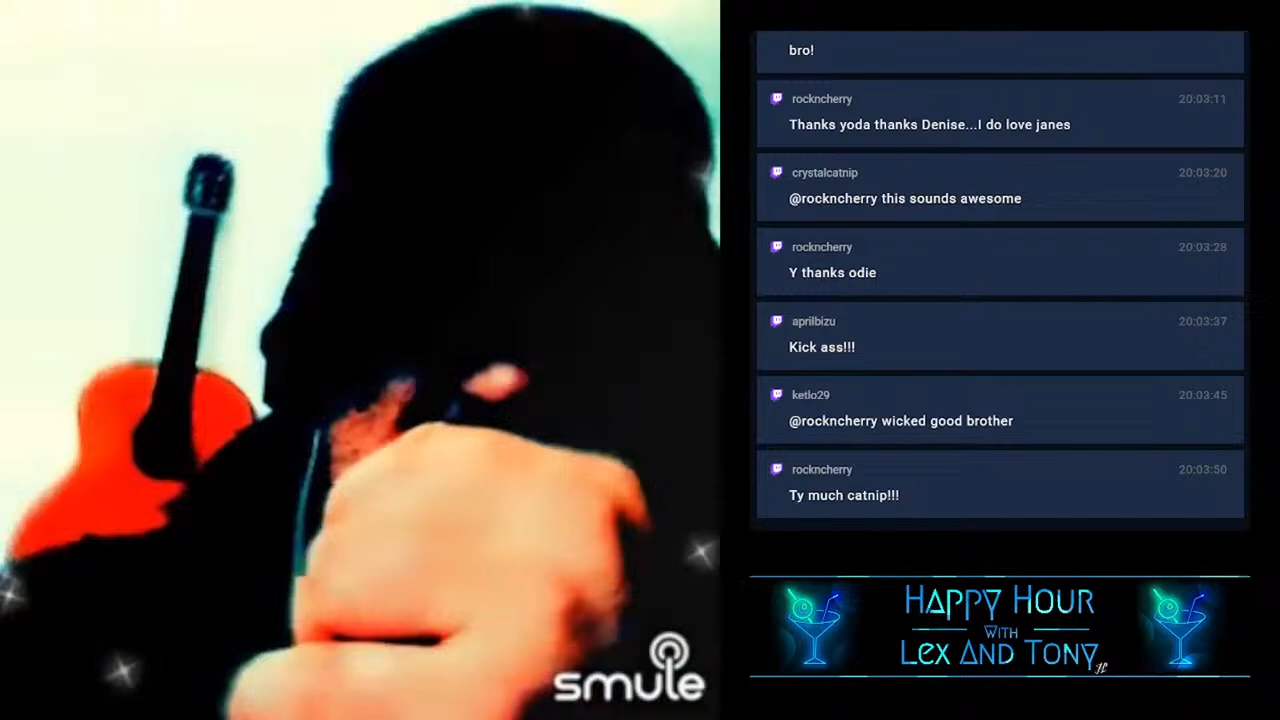 bro!
rockncherry 20:03:11
Thanks yoda thanks Denise...I do love janes
crystalcatnip 20:03:20
@rockncherry this sounds awesome
rockncherry 20:03:28
Y thanks odie
aprilbizu 20:03:37
Kick ass!!!
ketlo29 20:03:45
@rockncherry wicked good brother
rockncherry 20:03:50
Ty much catnip!!!
HAPPY HOUR
WITH
LEX AND TONY
smule